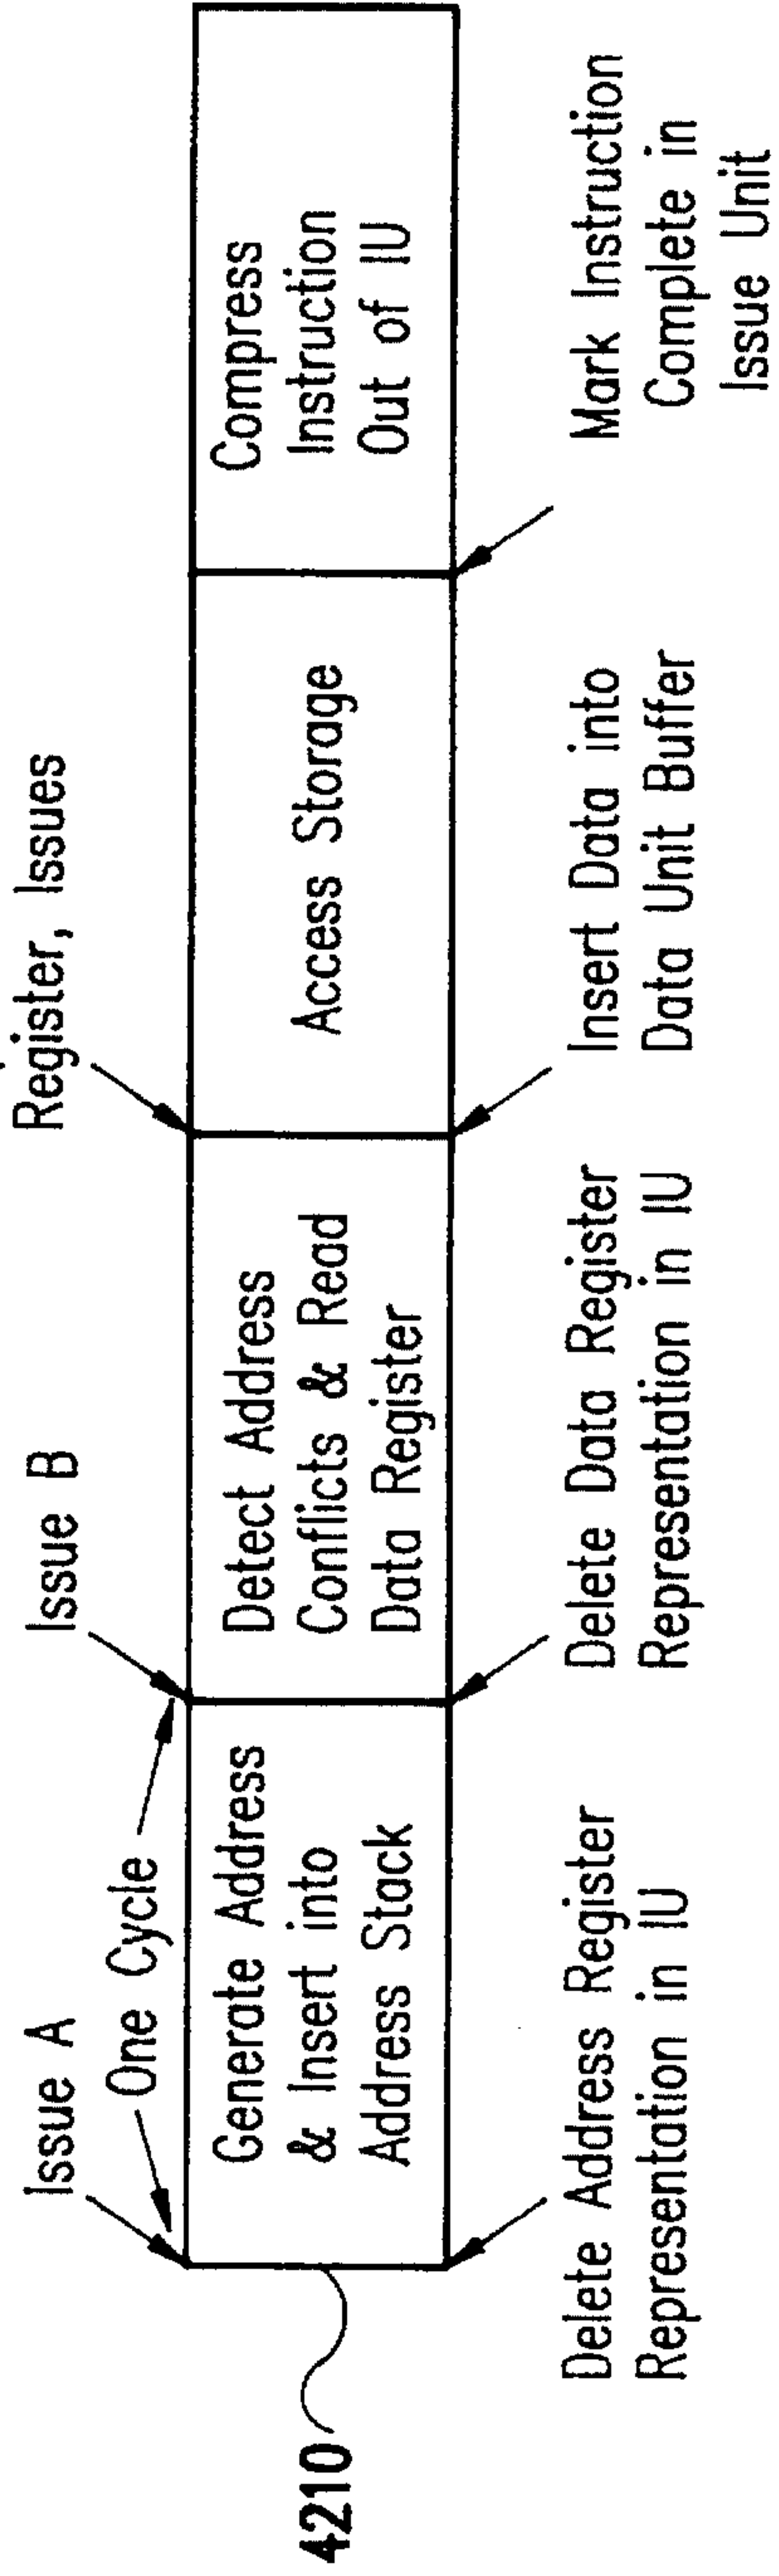 Register, Issues
Issue A
One Cycle
Issue B
Generate Address
& Insert into
Address Stack
Detect Address
Conflicts & Read
Data Register
Access Storage
Compress
Instruction
Out of IU
4210
Delete Address Register
Representation in IU
Delete Data Register
Representation in IU
Insert Data into
Data Unit Buffer
Mark Instruction
Complete in
Issue Unit